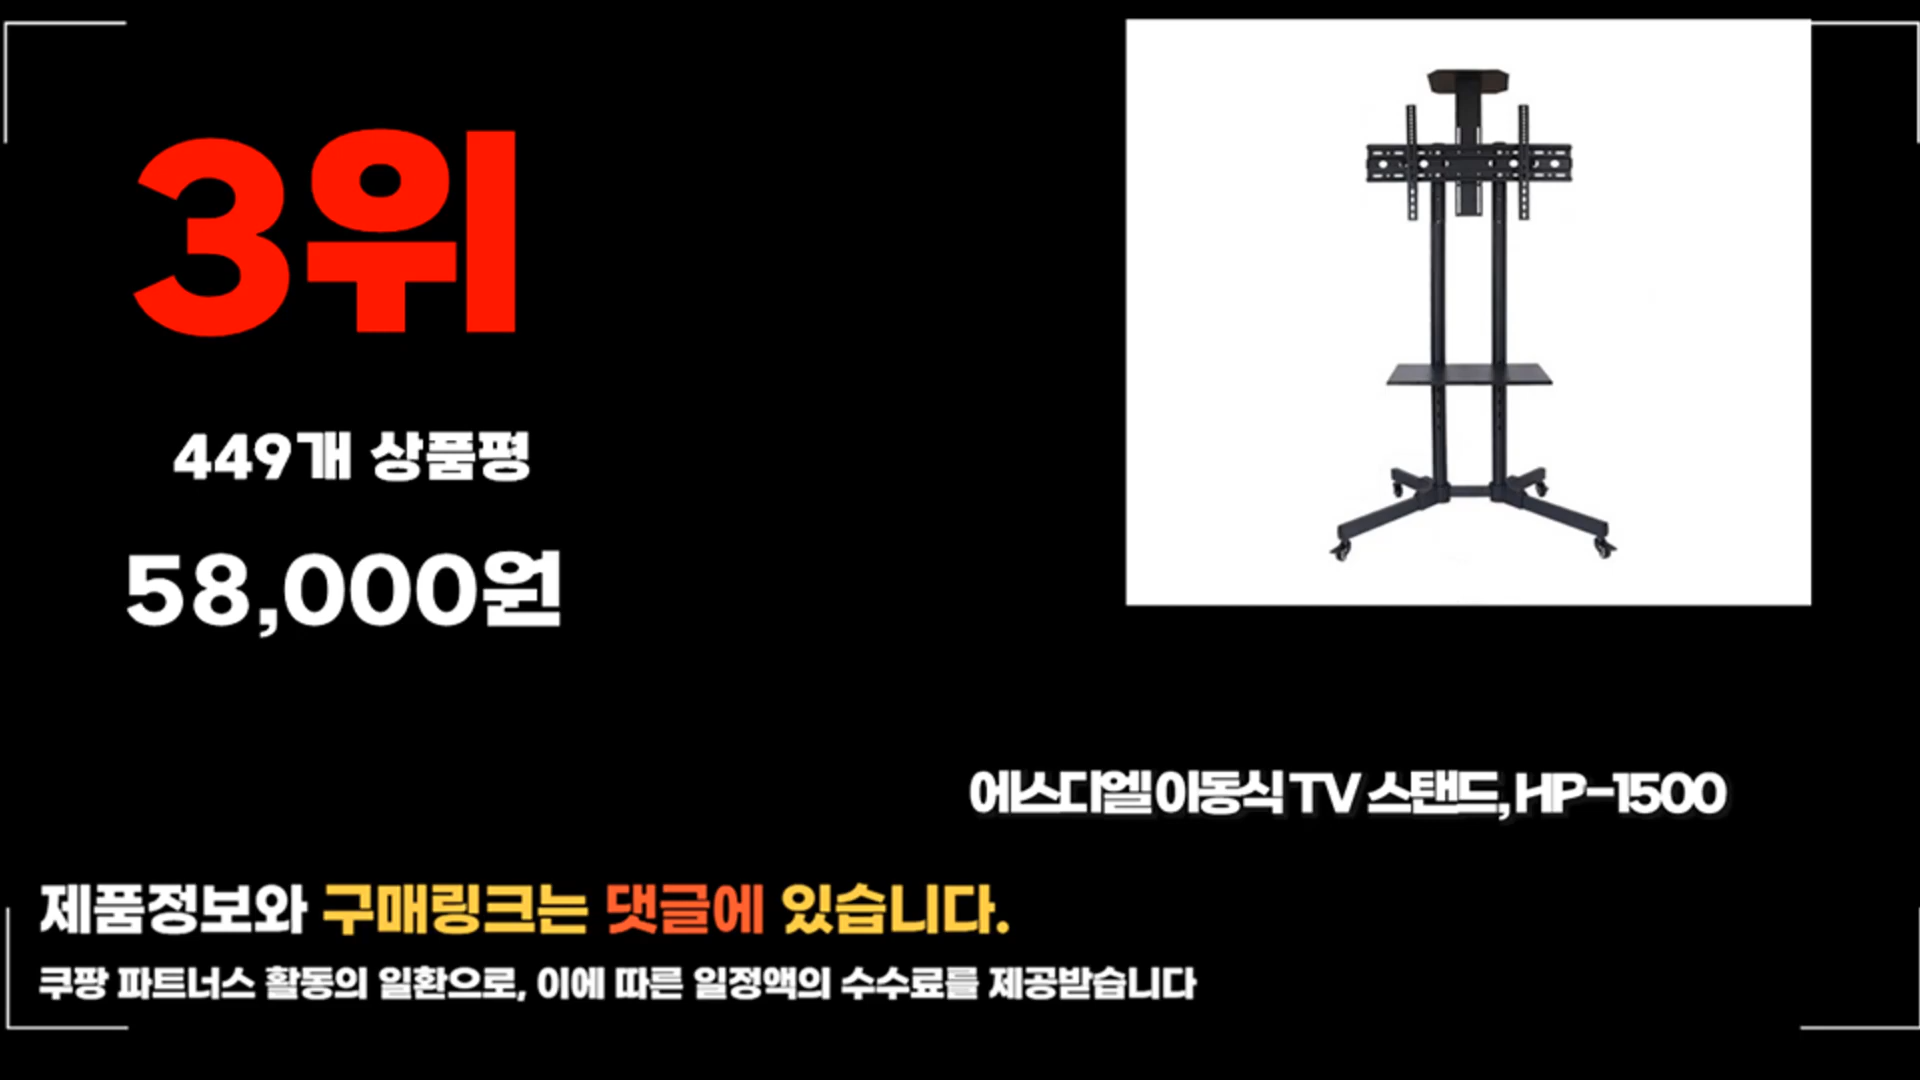 3위
449개 상품평
58,000원
에스디엘 이동식 TV 스탠드, HP-1500
제품정보와 구매링크는 댓글에 있습니다.
쿠팡 파트너스 활동의 일환으로, 이에 따른 일정액의 수수료를 제공받습니다